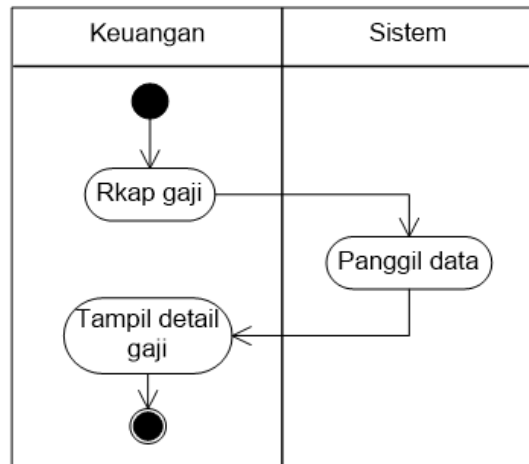 Keuangan
Sistem
Rkap gaji
Panggil data
Tampil detail
gaji